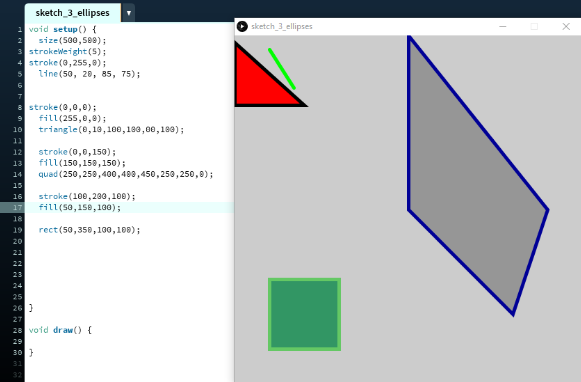 sketch_3_ellipses
▼
sketch_3_ellipses
1 void setup() {
2 size(500,500);
3 strokeWeight(5);
4 stroke(0,255,0);
5 line(50, 20, 85, 75);
6
7
8 stroke(0,0,0);
9 fill(255,0,0);
10 triangle(0,10,100,100,00,100);
11
12 stroke(0,0,150);
13 fill(150,150,150);
14 quad(250,250,400,400,450,250,250,0);
15
16 stroke(100,200,100);
17 fill(50,150,100);
18
19 rect(50,350,100,100);
20
21
22
23
24
25
26 }
27
28 void draw() {
29
30 }
31
32